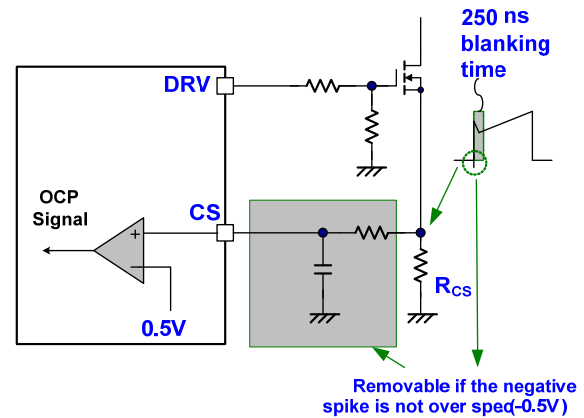 250 ns
blanking
time
DRV
OCP
Signal
CS
+
−
0.5V
RCS
Removable if the negative
spike is not over spec(-0.5V)